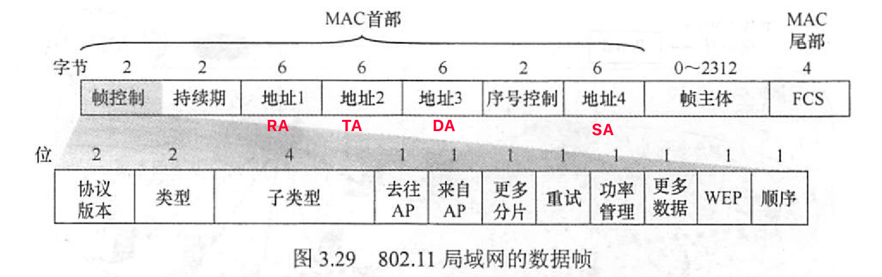 MAC首部
MAC
尾部
字节 2 2 6 6 6 2 6 0～2312 4
帧控制 持续期 地址1 地址2 地址3 序号控制 地址4 帧主体 FCS
RA TA DA SA
位 2 2 4 1 1 1 1 1 1 1 1
协议
版本 类型 子类型 去往
AP 来自
AP 更多
分片 重试 功率
管理 更多
数据 WEP 顺序
图 3.29 802.11 局域网的数据帧